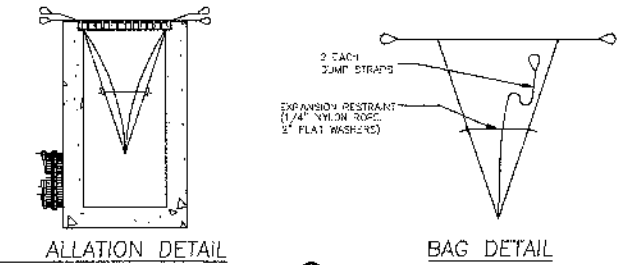 2 EACH
DUMP STRAPS
EXPANSION RESTRAINT
(1/4" NYLON ROPE,
2" FLAT WASHERS)
ALLATION DETAIL
BAG DETAIL